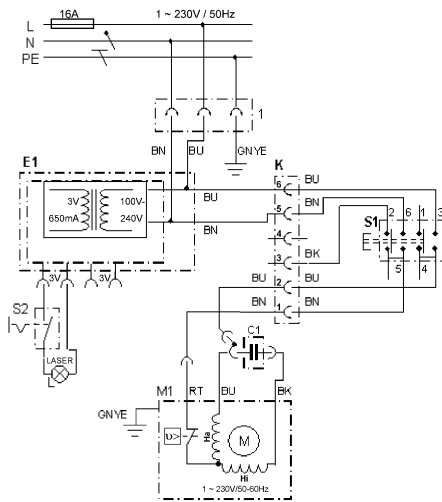 16A
1 ~ 230V / 50Hz
L
N
PE
1
BN
BU
GNYE
E1
K
3V
100V-
650mA
240V
BU
BN
6
BU
5
BN
4
3
BK
2
BU
1
BN
S1
2 6 1 3
5 4
3V
3V
S2
LASER
BU
BN
C1
M1
RT
BU
BK
GNYE
υ>
Ha
M
Hi
1 ~ 230V/50-60Hz